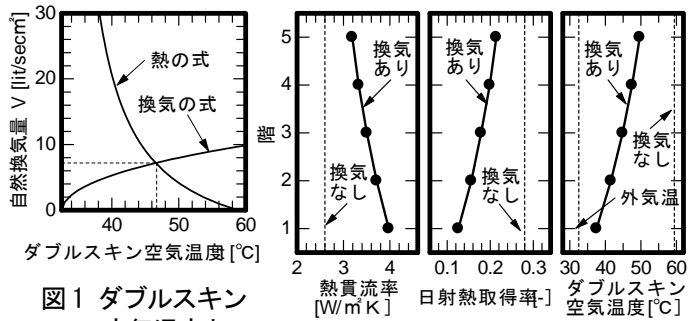 自然換気量 V [lit/secm²]
30
20
10
0
40
50
60
熱の式
換気の式
ダブルスキン空気温度[℃]
図1 ダブルスキン
階
5
4
3
2
1
換気
あり
換気
なし
2
3
4
熱貫流率
[W/㎡K]
換気
あり
換気
なし
0.1
0.2
0.3
日射熱取得率[-]
換気
あり
換気
なし
外気温
30
40
50
60
ダブルスキン
空気温度[℃]